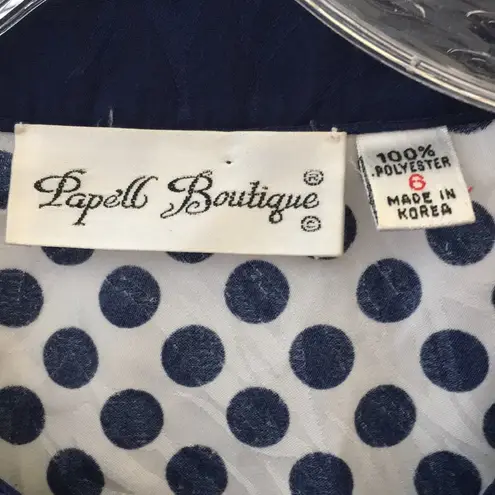 Papell Boutique ®
©
100%
POLYESTER
6
MADE IN
KOREA